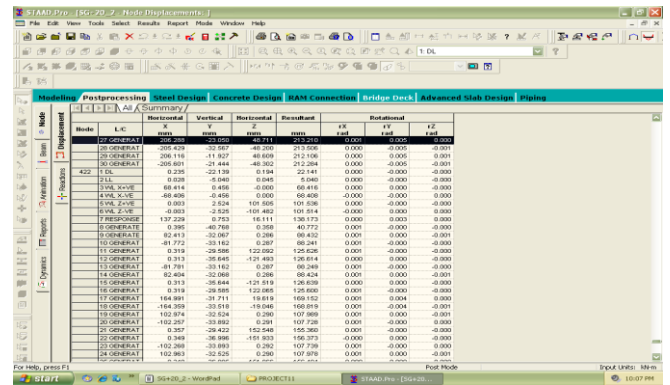 STAAD.Pro - [SG+20_2 - Node Displacements:]
File Edit View Tools Select Results Report Mode Window Help
1: DL
Modeling Postprocessing Steel Design Concrete Design RAM Connection Bridge Deck Advanced Slab Design Piping
All Summary
Horizontal Vertical Horizontal Resultant Rotational
Node L/C X mm Y mm Z mm mm rX rad rY rad rZ rad
27 GENERAT 206.288 -23.050 48.711 213.210 0.001 0.005 0.000
28 GENERAT -205.429 -32.567 -48.200 213.506 0.000 -0.005 -0.001
29 GENERAT 206.116 -11.927 48.609 212.106 0.000 0.005 0.001
30 GENERAT -205.601 -21.444 -48.302 212.284 -0.000 -0.005 -0.001
422 1 DL 0.235 -22.139 0.194 22.141 0.000 0.000 -0.000
2 LL 0.028 -5.040 0.045 5.040 0.000 0.000 -0.000
3 WL X+VE 68.414 0.456 -0.000 68.416 -0.000 0.000 -0.000
4 WL X-VE -68.406 -0.456 0.000 68.408 -0.000 -0.000 0.000
5 WL Z+VE 0.003 2.524 101.505 101.536 0.000 0.000 -0.000
6 WL Z-VE -0.003 -2.525 -101.482 101.514 -0.000 -0.000 0.000
7 RESPONSE 137.229 0.753 16.111 138.173 0.000 0.003 0.000
8 GENERATE 0.395 -40.768 0.358 40.772 0.000 0.000 -0.000
9 GENERATE 82.413 -32.067 0.286 88.432 0.001 0.000 -0.001
10 GENERAT -81.772 -33.162 0.287 88.241 0.001 0.000 -0.000
11 GENERAT 0.319 -29.586 122.092 125.626 0.001 0.000 -0.000
12 GENERAT 0.313 -35.645 -121.493 126.614 0.000 0.000 -0.000
13 GENERAT -81.781 -33.162 0.287 88.249 0.001 0.000 -0.000
14 GENERAT 82.404 -32.068 0.286 88.424 0.001 0.000 -0.001
15 GENERAT 0.313 -35.644 -121.519 126.639 0.000 0.000 -0.000
16 GENERAT 0.319 -29.585 122.065 125.600 0.001 0.000 -0.000
17 GENERAT 164.991 -31.711 19.619 169.152 0.001 0.004 0.000
18 GENERAT -164.359 -33.518 -19.046 168.819 0.000 -0.004 -0.001
19 GENERAT 102.974 -32.524 0.290 107.989 0.001 0.000 -0.001
20 GENERAT -102.257 -33.892 0.291 107.728 0.001 0.000 -0.000
21 GENERAT 0.357 -29.422 152.548 155.360 0.001 0.000 -0.000
22 GENERAT 0.349 -36.996 -151.933 156.373 -0.000 0.000 -0.000
23 GENERAT -102.268 -33.893 0.292 107.739 0.001 0.000 -0.000
24 GENERAT 102.963 -32.525 0.290 107.978 0.001 0.000 -0.001
Node
Beam
Animation
Reports
Dynamics
Displacement
Reactions
For Help, press F1 Post Mode Input Units: kN-m
start SG+20_2 - WordPad PROJECT11 STAAD.Pro - [SG+20... 10:07 PM